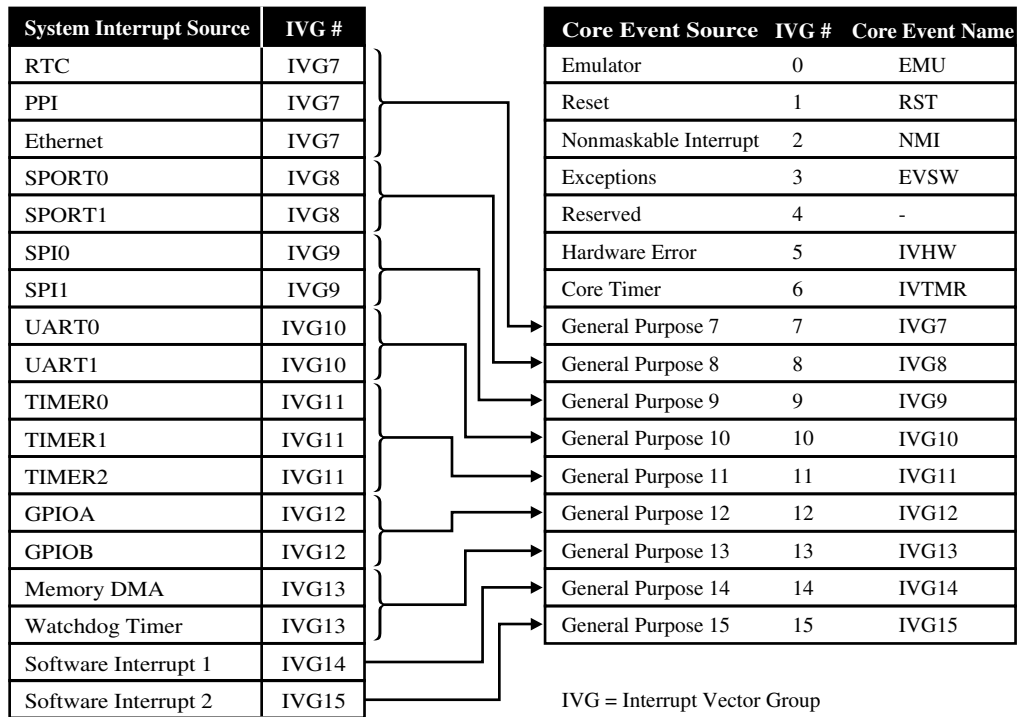 System Interrupt Source IVG #
RTC IVG7
PPI IVG7
Ethernet IVG7
SPORT0 IVG8
SPORT1 IVG8
SPI0 IVG9
SPI1 IVG9
UART0 IVG10
UART1 IVG10
TIMER0 IVG11
TIMER1 IVG11
TIMER2 IVG11
GPIOA IVG12
GPIOB IVG12
Memory DMA IVG13
Watchdog Timer IVG13
Software Interrupt 1 IVG14
Software Interrupt 2 IVG15
Core Event Source IVG # Core Event Name
Emulator 0 EMU
Reset 1 RST
Nonmaskable Interrupt 2 NMI
Exceptions 3 EVSW
Reserved 4 -
Hardware Error 5 IVHW
Core Timer 6 IVTMR
General Purpose 7 7 IVG7
General Purpose 8 8 IVG8
General Purpose 9 9 IVG9
General Purpose 10 10 IVG10
General Purpose 11 11 IVG11
General Purpose 12 12 IVG12
General Purpose 13 13 IVG13
General Purpose 14 14 IVG14
General Purpose 15 15 IVG15
IVG = Interrupt Vector Group